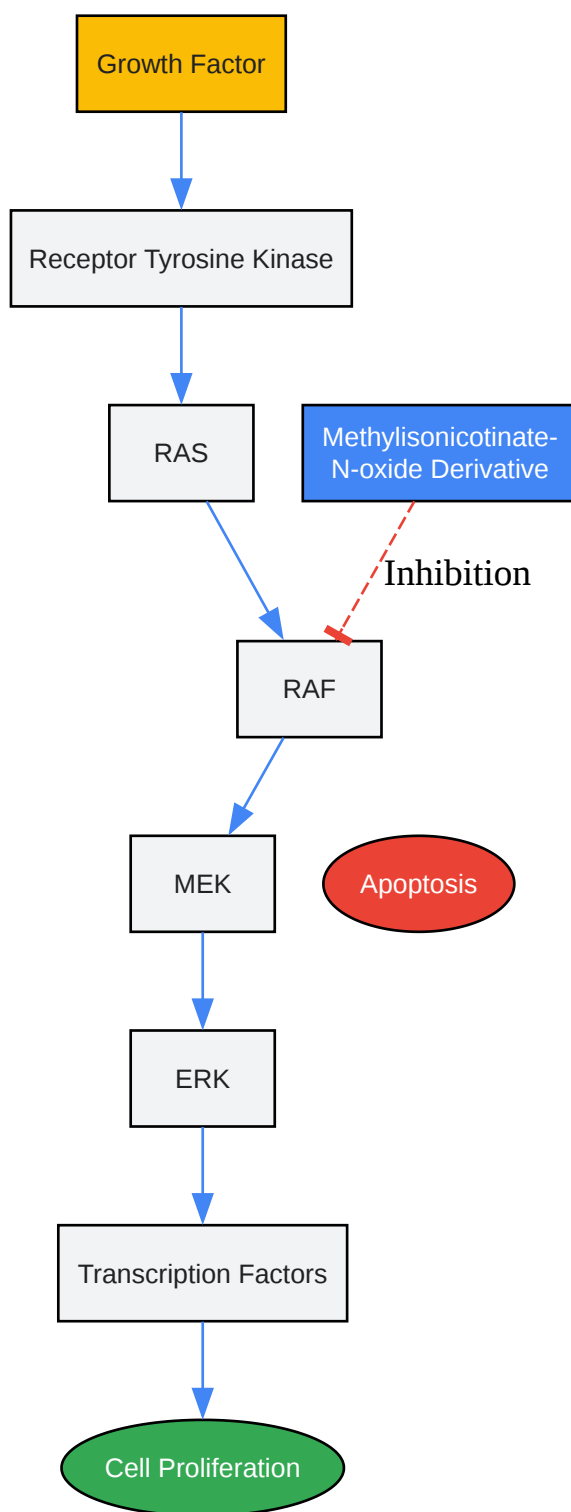 Growth Factor
Receptor Tyrosine Kinase
RAS
Methylisonicotinate-
N-oxide Derivative
Inhibition
RAF
MEK
Apoptosis
ERK
Transcription Factors
Cell Proliferation